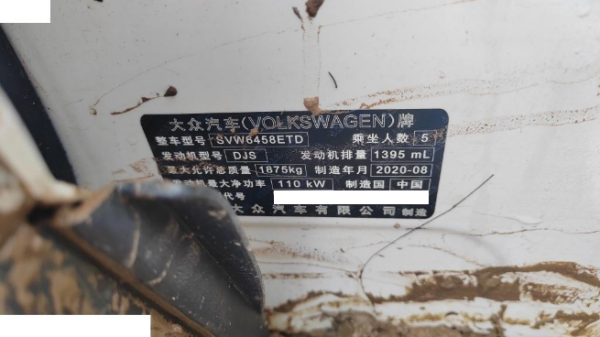 大众汽车(VOLKSWAGEN)牌
整车型号 SVW6458ETD 乘坐人数 5
发动机型号 DJS 发动机排量 1395 mL
最大允许总质量 1875kg 制造年月 2020-08
发动机最大净功率 110 kW 制造国 中国
代号
大众汽车有限公司 制造